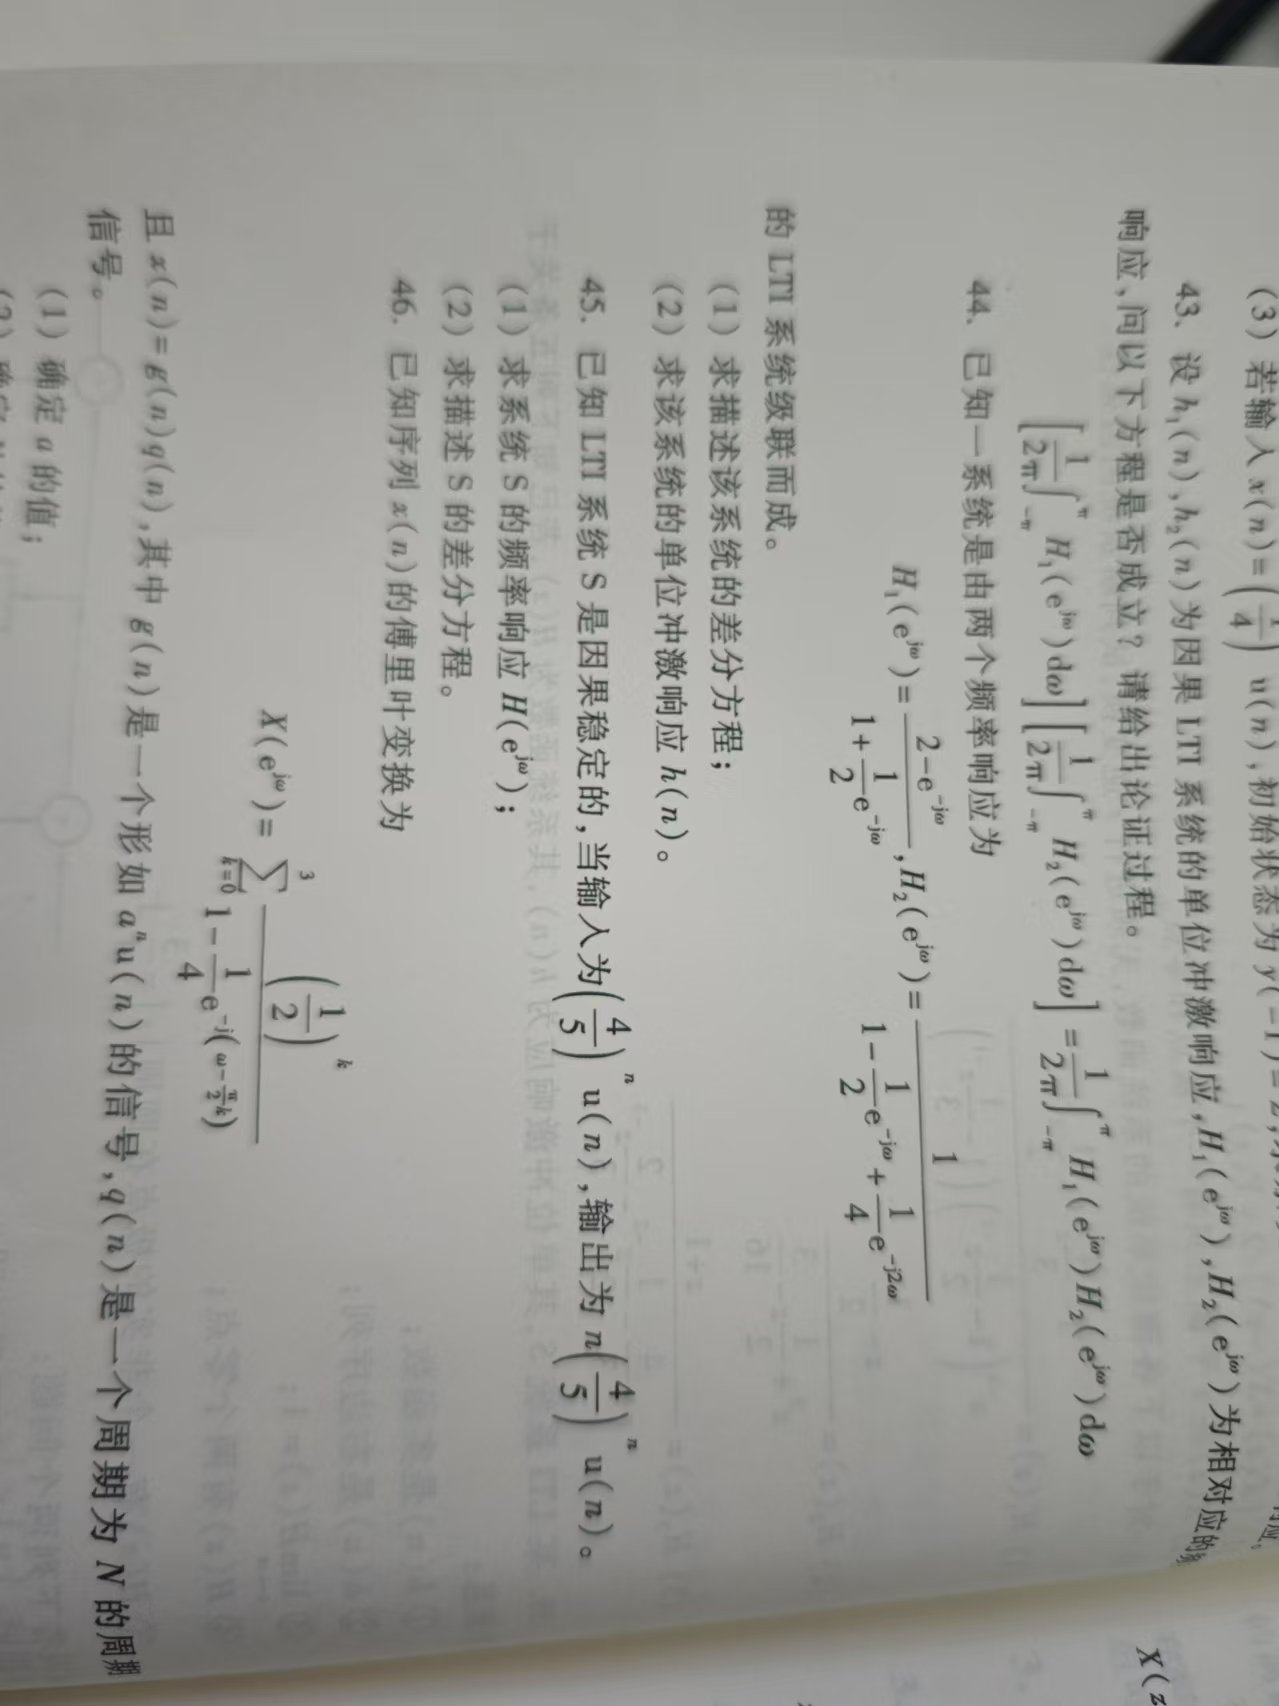 (3) 若输入 x(n)=(1/4) u(n),初始状态为 y(-1)=2,
43、设 h₁(n),h₂(n)为因果 LTI 系统的单位冲激响应,H₁(e^{jω}),H₂(e^{jω})为相对应的
响应,问以下方程是否成立?请给出论证过程。
[1/2π ∫_{-π}^{π} H₁(e^{jω})dω][1/2π ∫_{-π}^{π} H₂(e^{jω})dω]=1/2π ∫_{-π}^{π} H₁(e^{jω})H₂(e^{jω})dω
44、已知一系统是由两个频率响应为
H₁(e^{jω})=(2-e^{-jω})/(1+1/2 e^{-jω}),H₂(e^{jω})=1/(1-1/2 e^{-jω}+1/4 e^{-j2ω})
的 LTI 系统级联而成。
(1) 求描述该系统的差分方程;
(2) 求该系统的单位冲激响应 h(n)。
45、已知 LTI 系统 S 是因果稳定的,当输入为(4/5)^n u(n),输出为 n(4/5)^n u(n)。
(1) 求系统 S 的频率响应 H(e^{jω});
(2) 求描述 S 的差分方程。
46、已知序列 x(n)的傅里叶变换为
X(e^{jω})=∑_{k=0}^{3} (1/2)^k/(1-1/4 e^{-j(ω-π/2 k)})
且 x(n)=g(n)q(n),其中 g(n)是一个形如 a^n u(n)的信号,q(n)是一个周期为 N 的周期
信号。
(1) 确定 a 的值;
X(z